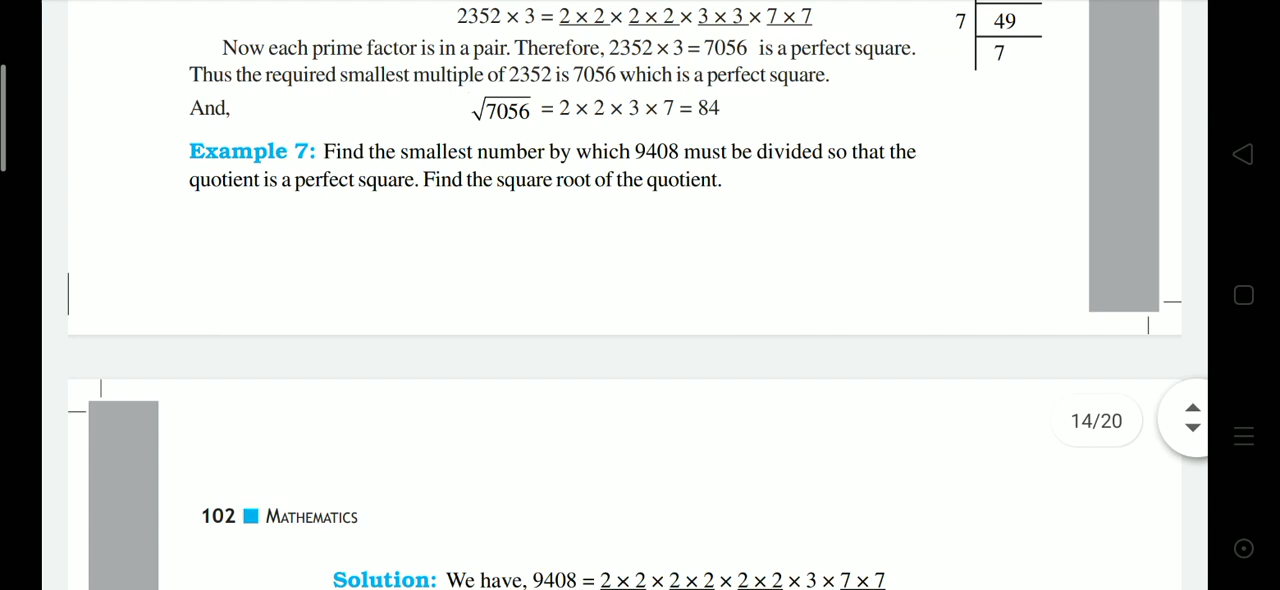 2352 × 3 = 2 × 2 × 2 × 2 × 3 × 3 × 7 × 7
7 49
7
Now each prime factor is in a pair. Therefore, 2352 × 3 = 7056 is a perfect square.
Thus the required smallest multiple of 2352 is 7056 which is a perfect square.
And, √7056 = 2 × 2 × 3 × 7 = 84
Example 7: Find the smallest number by which 9408 must be divided so that the
quotient is a perfect square. Find the square root of the quotient.
14/20
102 MATHEMATICS
Solution: We have, 9408 = 2 × 2 × 2 × 2 × 2 × 2 × 3 × 7 × 7